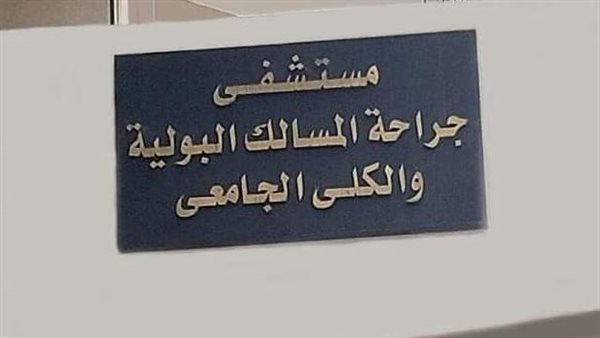 مستشفى
جراحة المسالك البولية
والكلى الجامعى